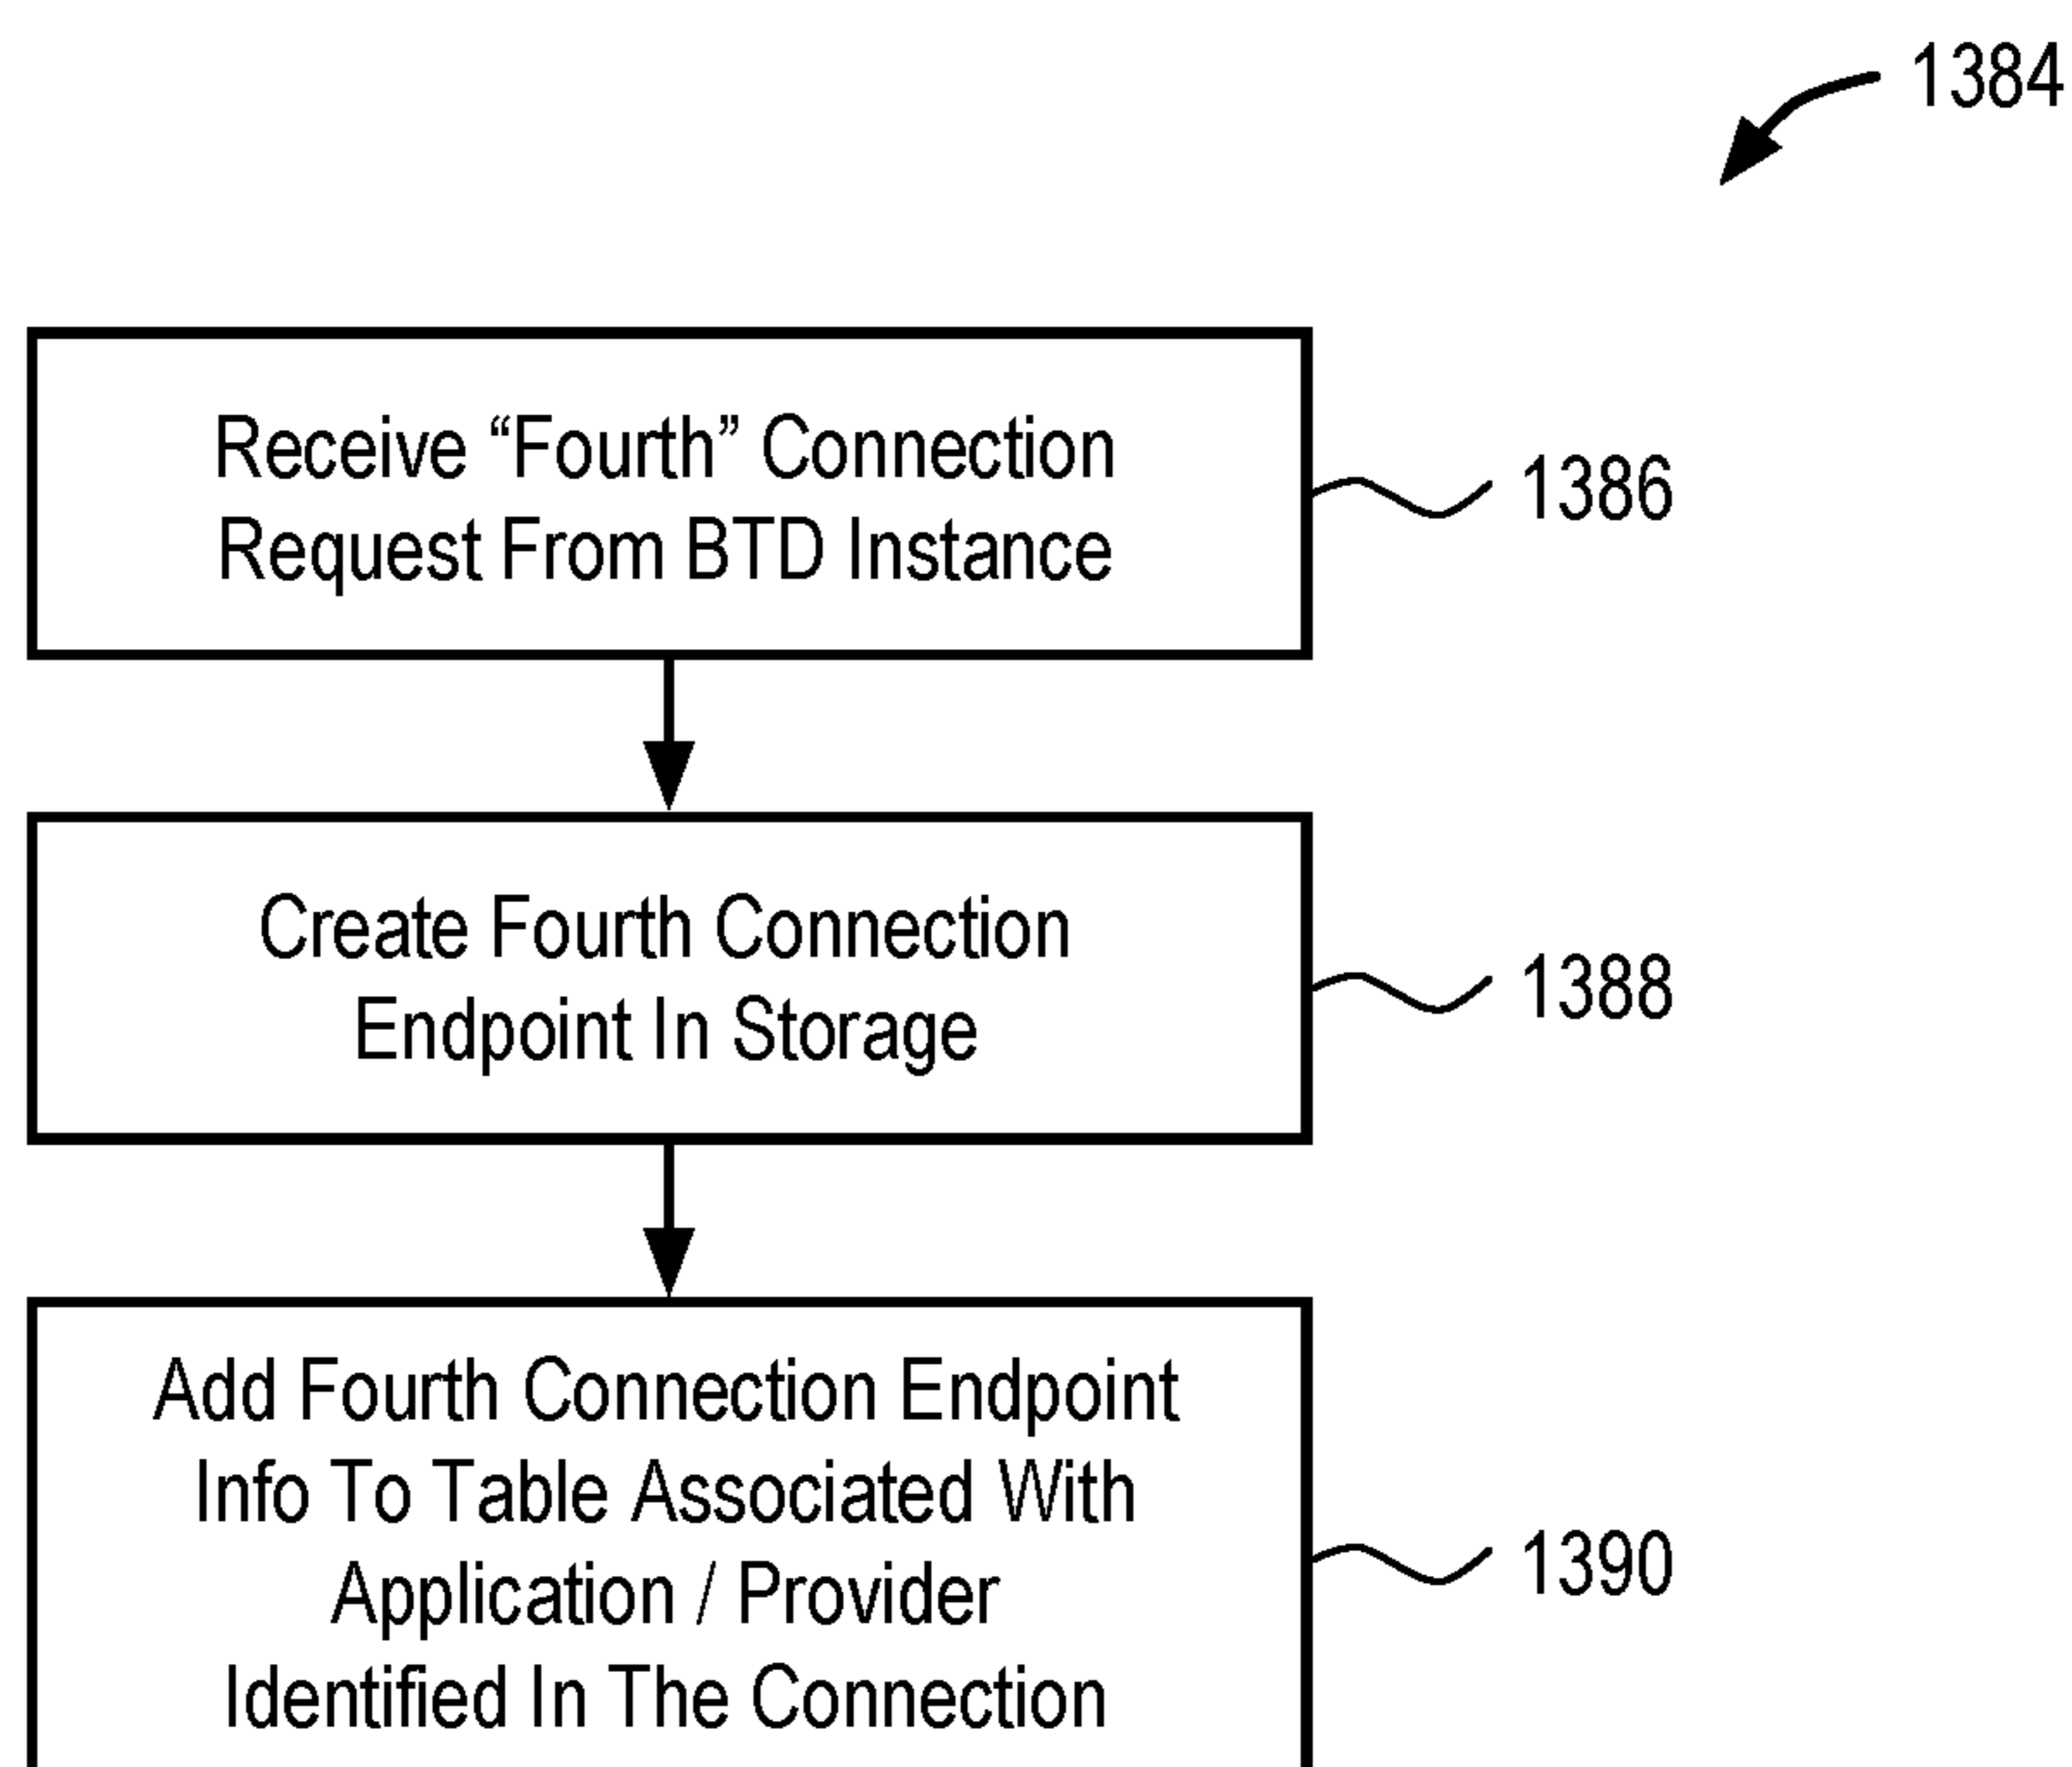 1384
Receive “Fourth” Connection
Request From BTD Instance
1386
Create Fourth Connection
Endpoint In Storage
1388
Add Fourth Connection Endpoint
Info To Table Associated With
Application / Provider
Identified In The Connection
1390